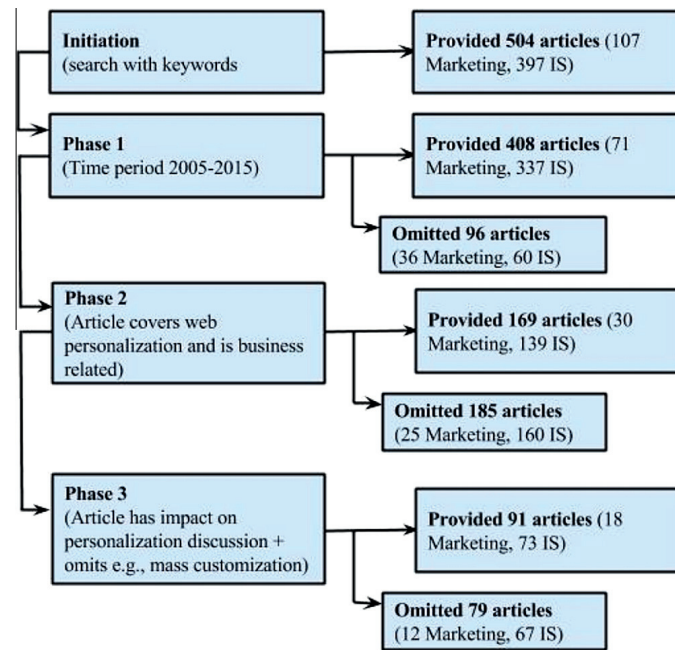 Initiation
(search with keywords
Provided 504 articles (107
Marketing, 397 IS)
Phase 1
(Time period 2005-2015)
Provided 408 articles (71
Marketing, 337 IS)
Omitted 96 articles
(36 Marketing, 60 IS)
Phase 2
(Article covers web
personalization and is business
related)
Provided 169 articles (30
Marketing, 139 IS)
Omitted 185 articles
(25 Marketing, 160 IS)
Phase 3
(Article has impact on
personalization discussion +
omits e.g., mass customization)
Provided 91 articles (18
Marketing, 73 IS)
Omitted 79 articles
(12 Marketing, 67 IS)